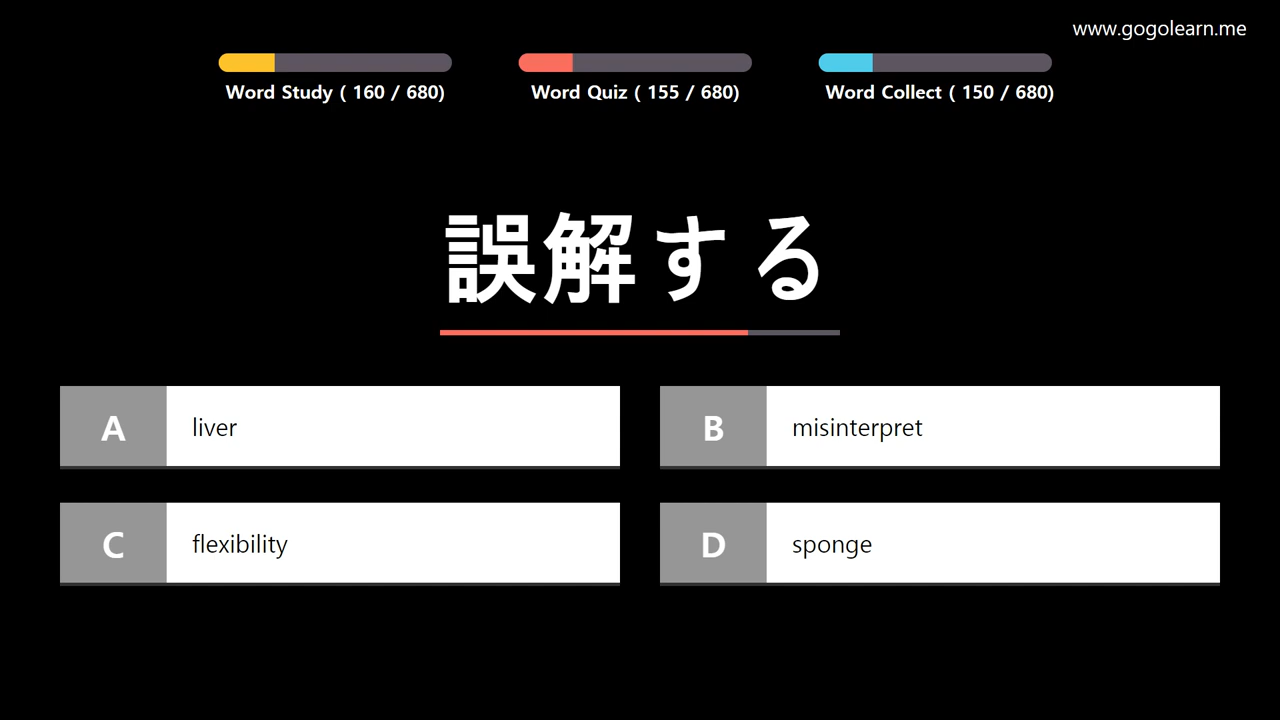 www.gogolearn.me
Word Study ( 160 / 680)
Word Quiz ( 155 / 680)
Word Collect ( 150 / 680)
誤解する
A liver
B misinterpret
C flexibility
D sponge